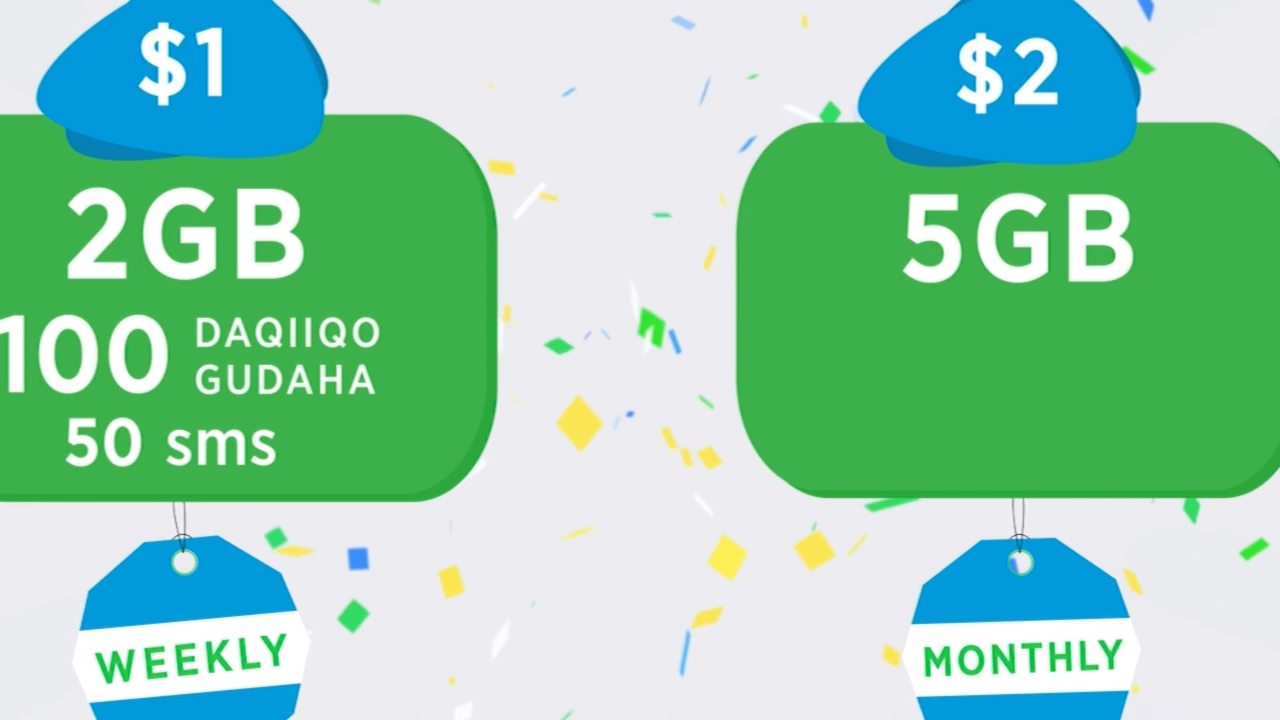 $1
2GB
100 DAQIIQO
GUDAHA
50 sms
WEEKLY
$2
5GB
MONTHLY